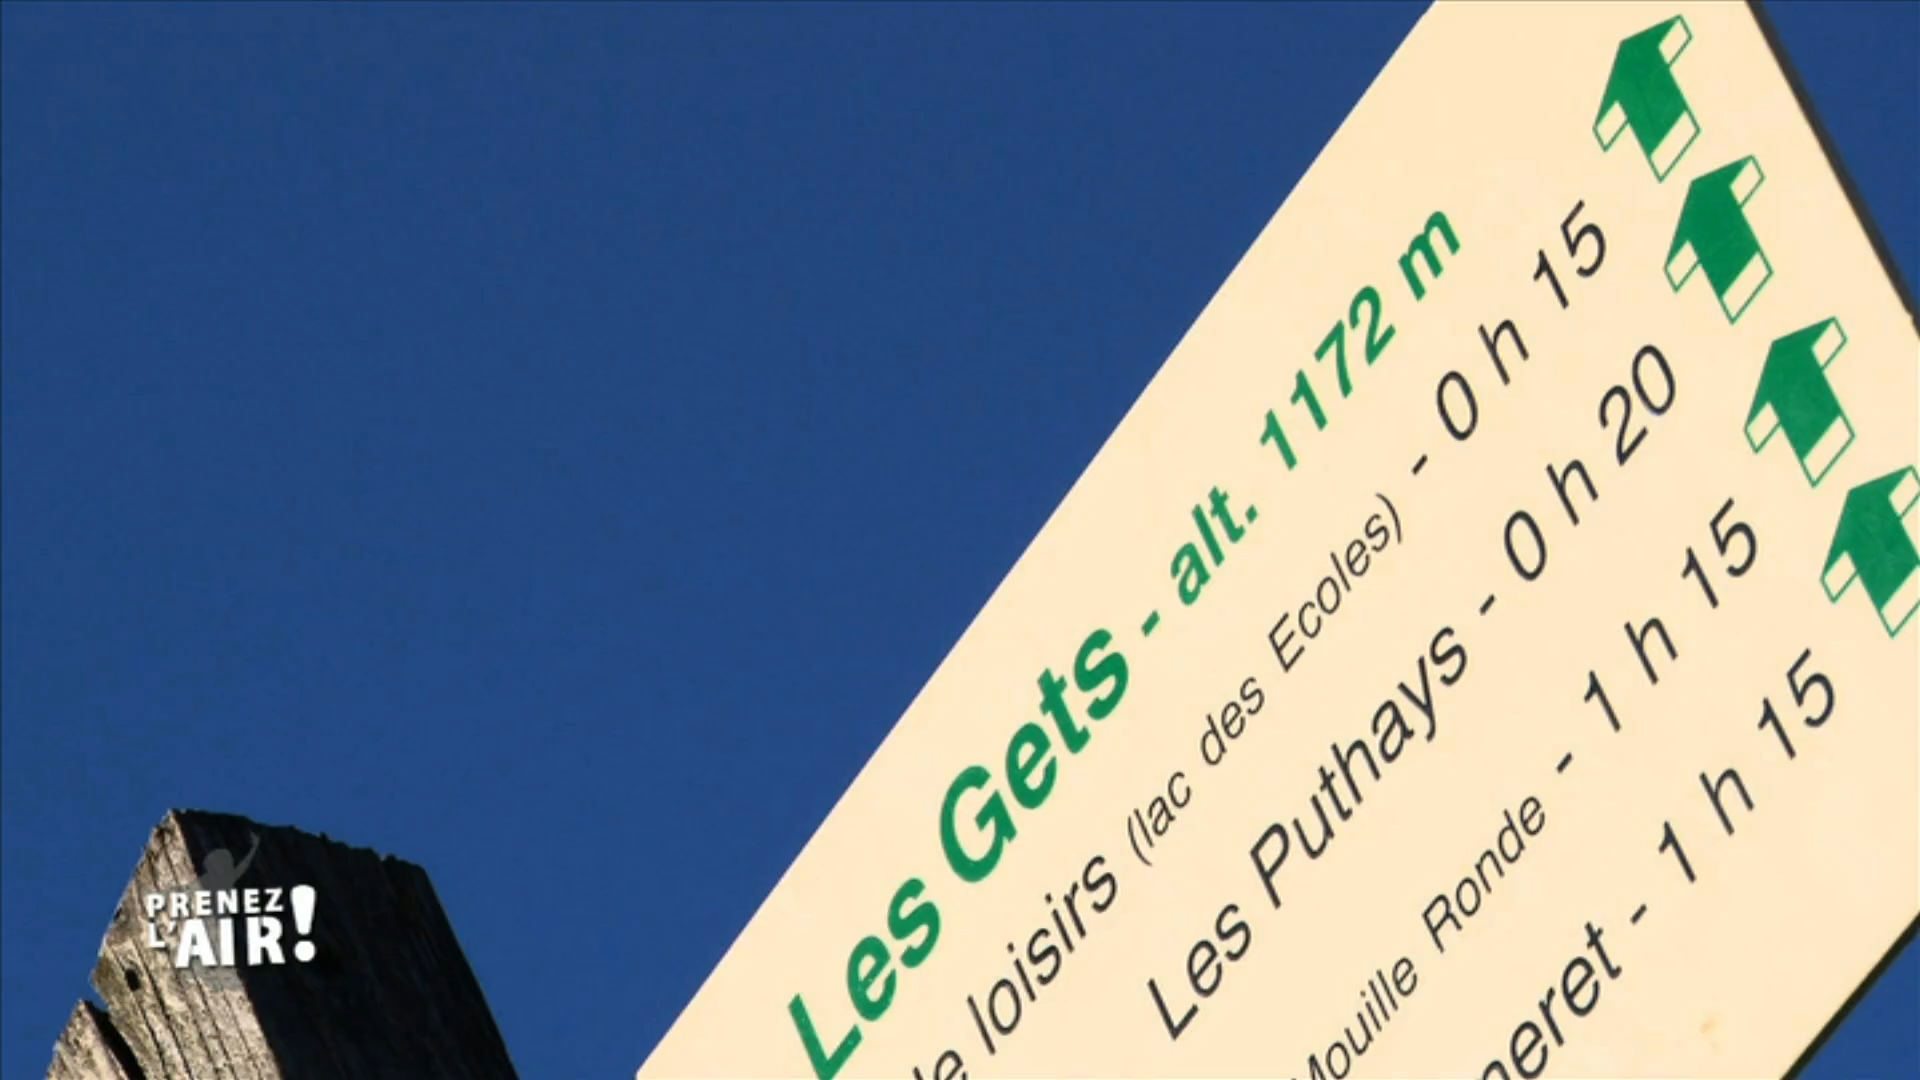 Les Gets - alt. 1172 m
loisirs (lac des Ecoles) - 0 h 15
Les Puthays - 0 h 20
Mouille Ronde - 1 h 15
- 1 h 15
PRENEZ
L'AIR!